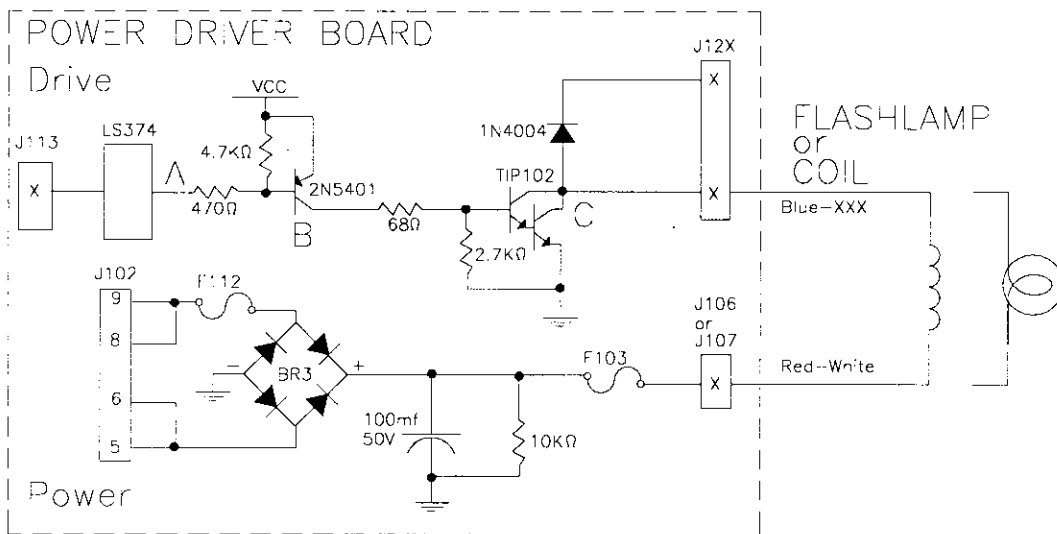 POWER DRIVER BOARD
Drive
J12X
VCC
LS374
J113
4.7KΩ
1N4004
FLASHLAMP
or
COIL
X
X
A
TIP102
2N5401
470Ω
B
68Ω
C
X
Blue-XXX
2.7KΩ
J102
F112
9
8
6
5
J106
or
J107
F103
BR3
-
+
X
Red--White
100mf
50V
10KΩ
Power